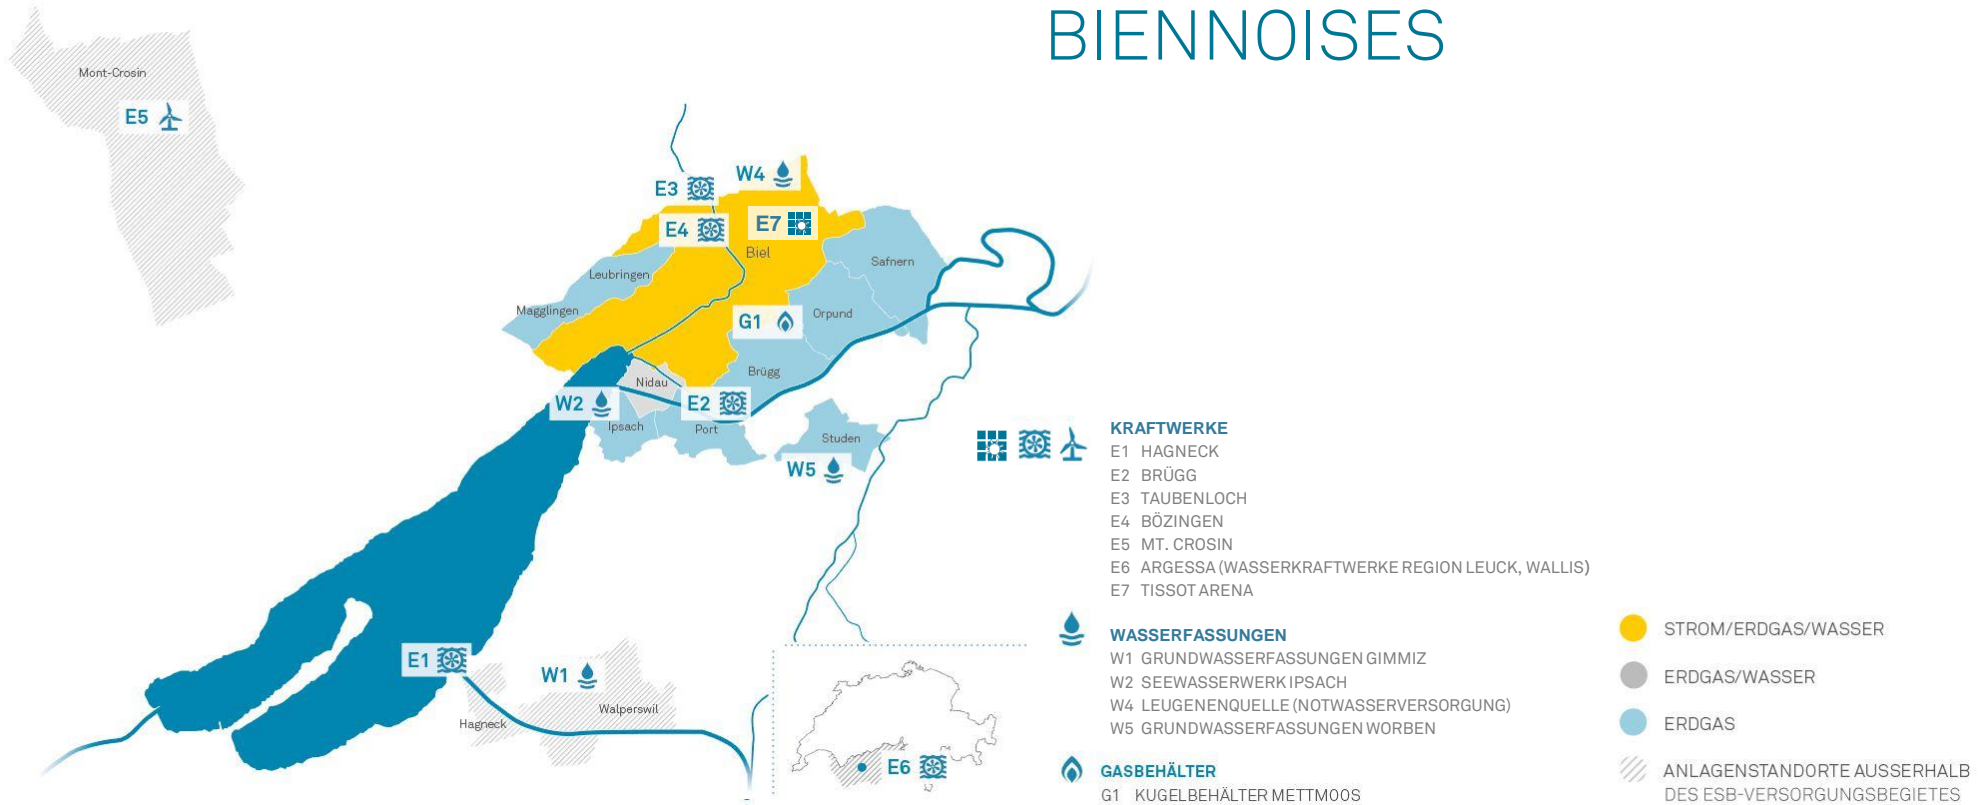 BIENNOISES
Mont-Crosin
E5
W4
E3
E7
E4
Biel
Safnern
Leubringen
Magglingen
Orpund
G1
Brügg
Nidau
W2
E2
Ipsach
Port
Studen
W5
E1
W1
Walperswil
Hagneck
E6
KRAFTWERKE
E1 HAGNECK
E2 BRÜGG
E3 TAUBENLOCH
E4 BÖZINGEN
E5 MT. CROSIN
E6 ARGESSA (WASSERKRAFTWERKE REGION LEUCK, WALLIS)
E7 TISSOT ARENA
WASSERFASSUNGEN
W1 GRUNDWASSERFASSUNGEN GIMMIZ
W2 SEEWASSERWERK IPSACH
W4 LEUGENENQUELLE (NOTWASSERVERSORGUNG)
W5 GRUNDWASSERFASSUNGEN WORBEN
GASBEHÄLTER
G1 KUGELBEHÄLTER METTMOOS
STROM/ERDGAS/WASSER
ERDGAS/WASSER
ERDGAS
ANLAGENSTANDORTE AUSSERHALB
DES ESB-VERSORGUNGSBEGIETES